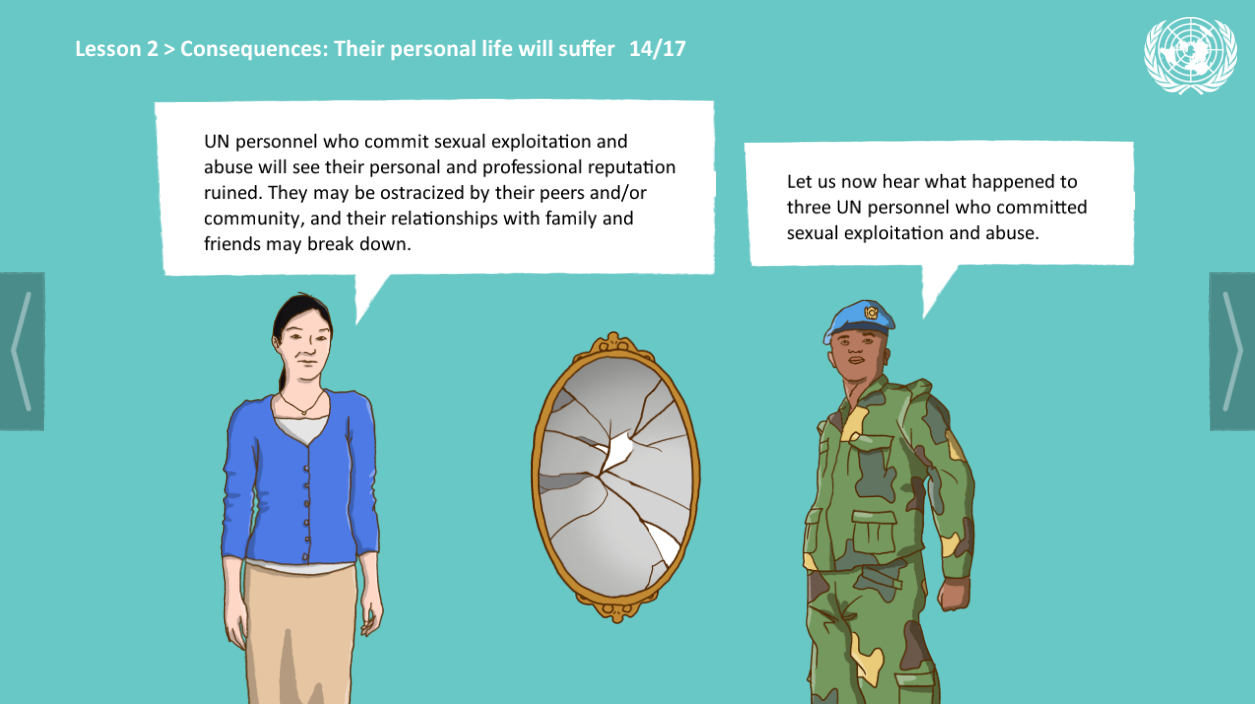 Lesson 2 > Consequences: Their personal life will suffer 14/17
UN personnel who commit sexual exploitation and
abuse will see their personal and professional reputation
ruined. They may be ostracized by their peers and/or
community, and their relationships with family and
friends may break down.
Let us now hear what happened to
three UN personnel who committed
sexual exploitation and abuse.